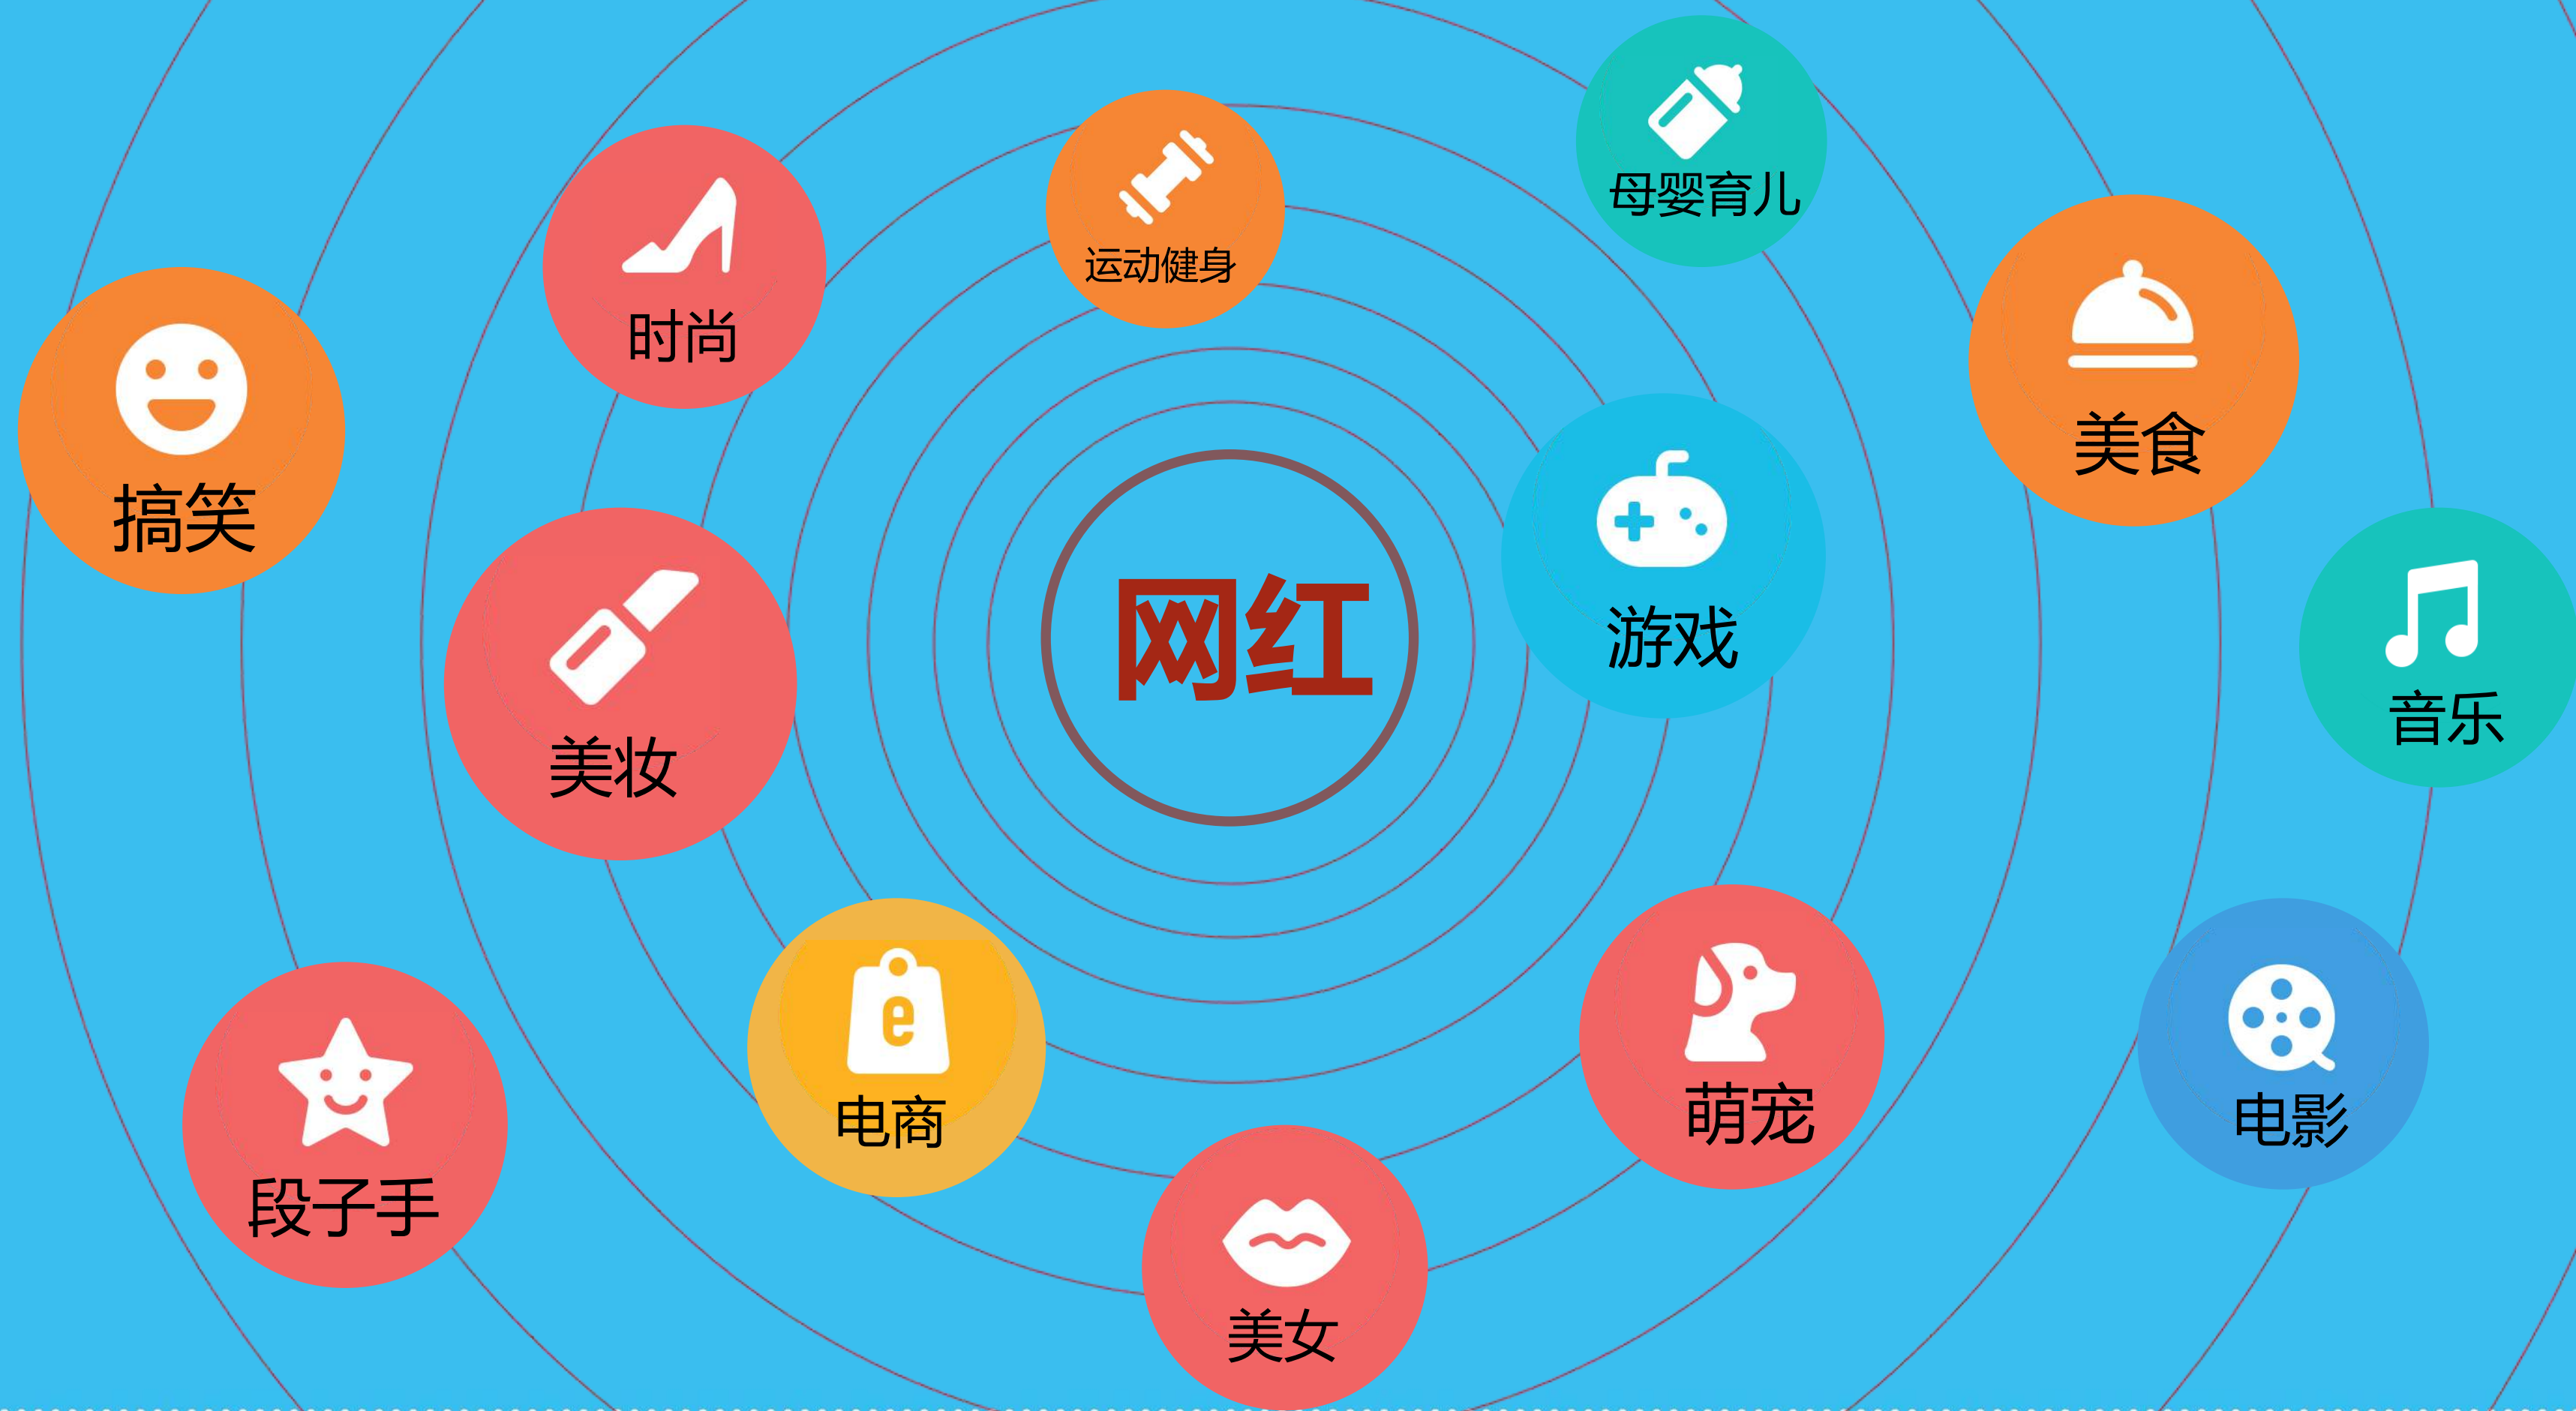 母婴育儿
运动健身
时尚
美食
搞笑
网红
游戏
音乐
美妆
电商
e
萌宠
电影
段子手
美女